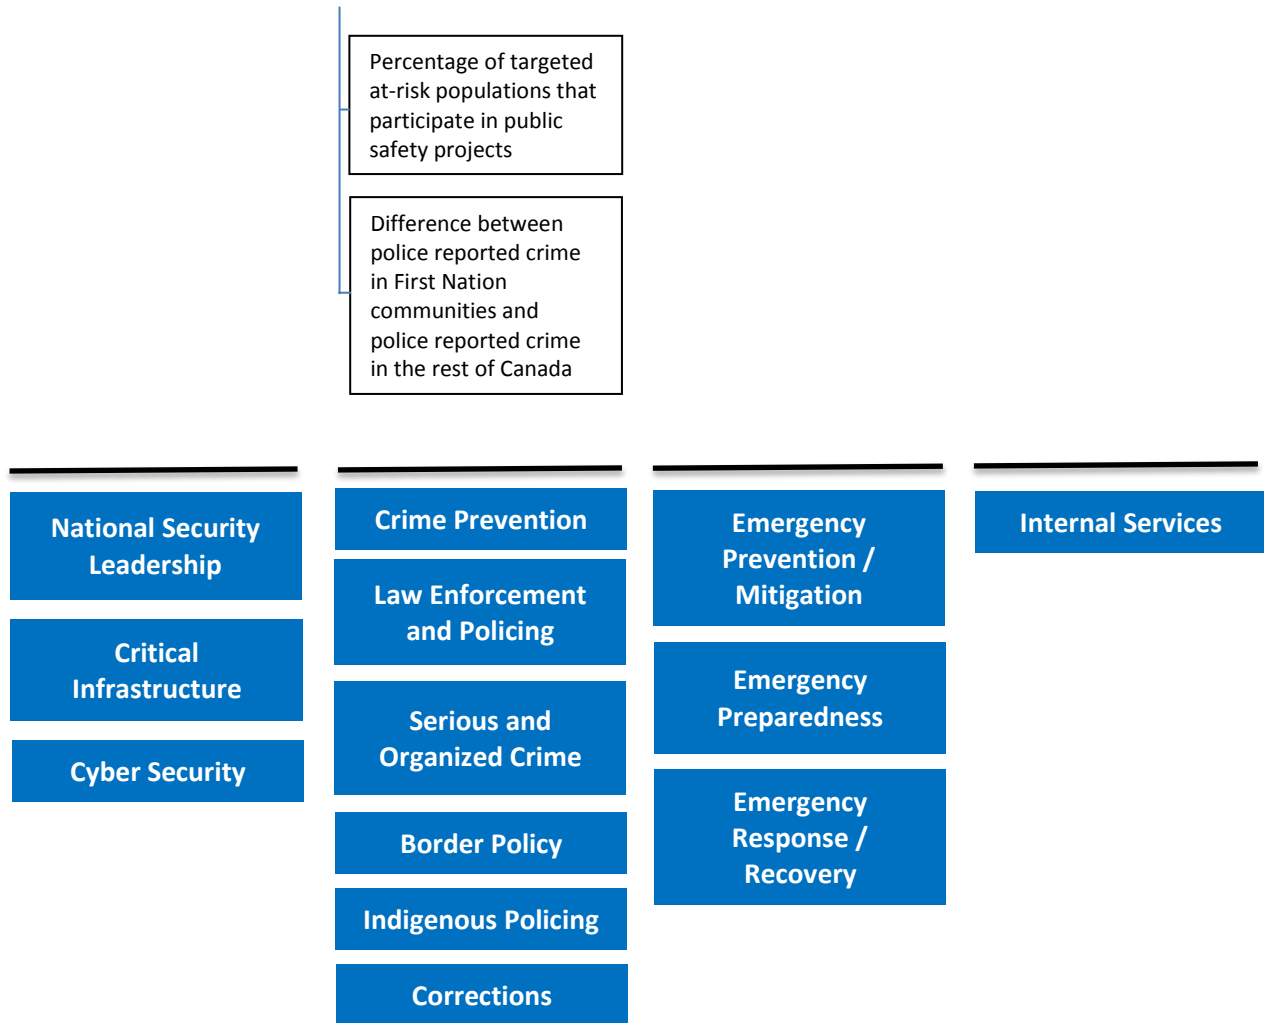 Percentage of targeted
at-risk populations that
participate in public
safety projects
Difference between
police reported crime
in First Nation
communities and
police reported crime
in the rest of Canada
National Security
Leadership
Critical
Infrastructure
Cyber Security
Crime Prevention
Law Enforcement
and Policing
Serious and
Organized Crime
Border Policy
Indigenous Policing
Corrections
Emergency
Prevention /
Mitigation
Emergency
Preparedness
Emergency
Response /
Recovery
Internal Services